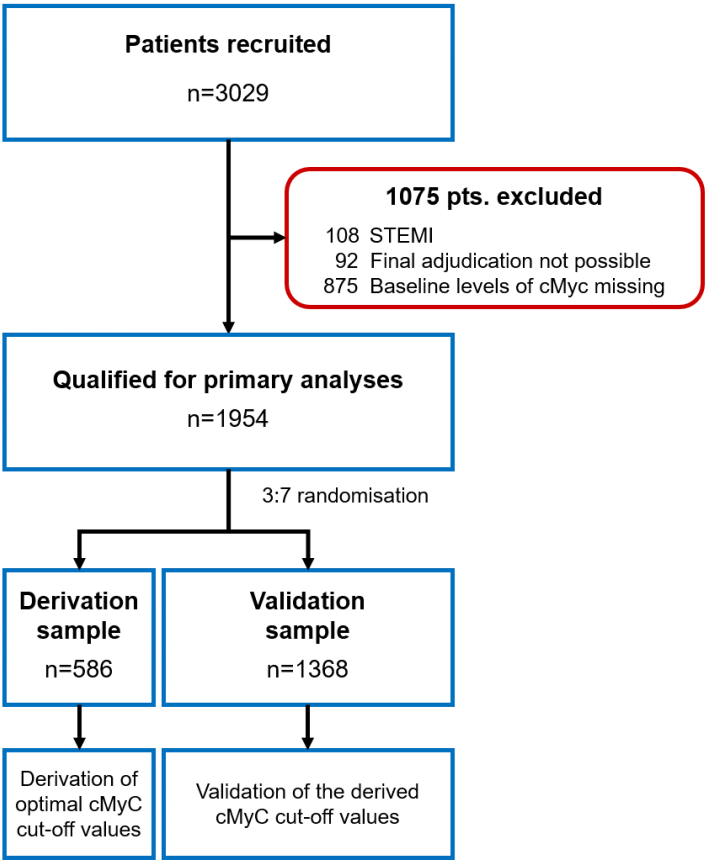 Patients recruited
n=3029
1075 pts. excluded
108 STEMI
92 Final adjudication not possible
875 Baseline levels of cMyc missing
Qualified for primary analyses
n=1954
3:7 randomisation
Derivation
sample
n=586
Validation
sample
n=1368
Derivation of
optimal cMyC
cut-off values
Validation of the derived
cMyC cut-off values